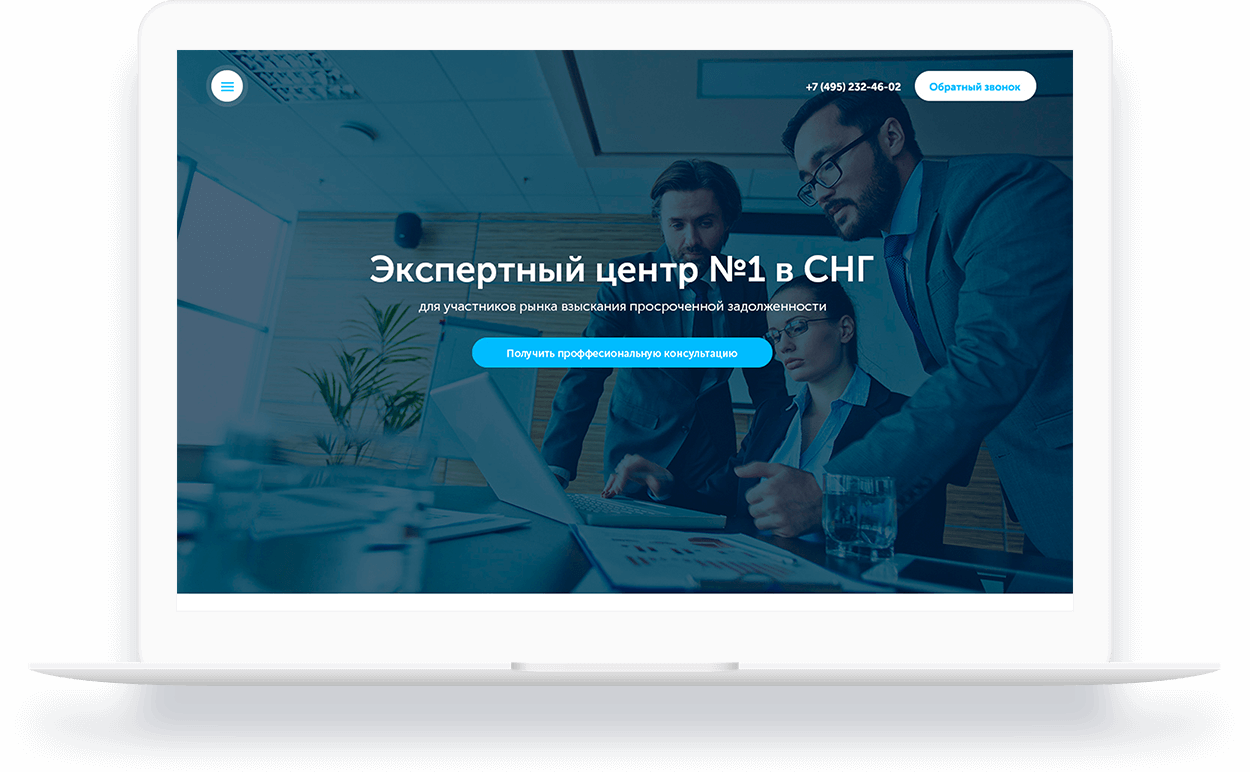 +7 (495) 232-46-02
Обратный звонок
Экспертный центр №1 в СНГ
для участников рынка взыскания просроченной задолженности
Получить проффесиональную консультацию